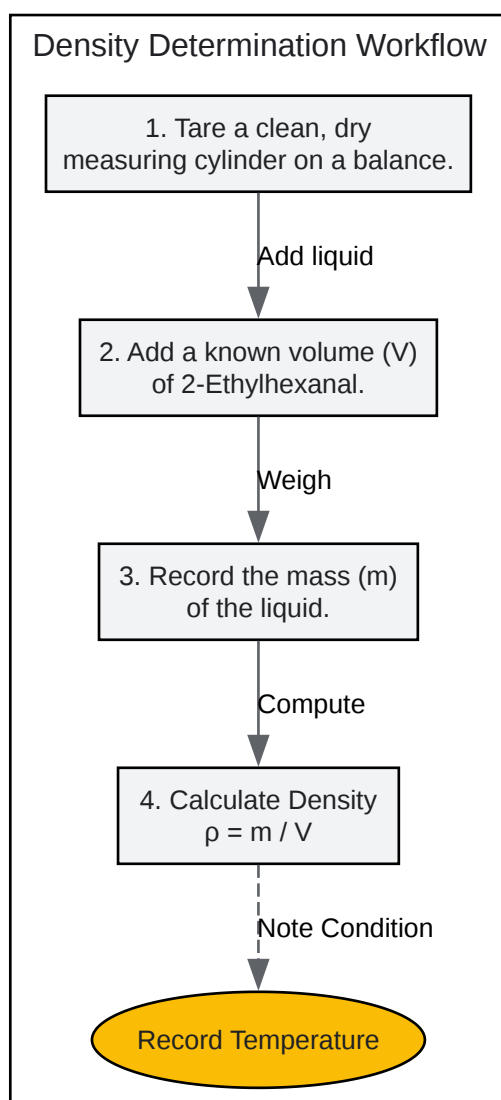 Density Determination Workflow
1. Tare a clean, dry
measuring cylinder on a balance.
Add liquid
2. Add a known volume (V)
of 2-Ethylhexanal.
Weigh
3. Record the mass (m)
of the liquid.
Compute
4. Calculate Density
ρ = m / V
Note Condition
Record Temperature